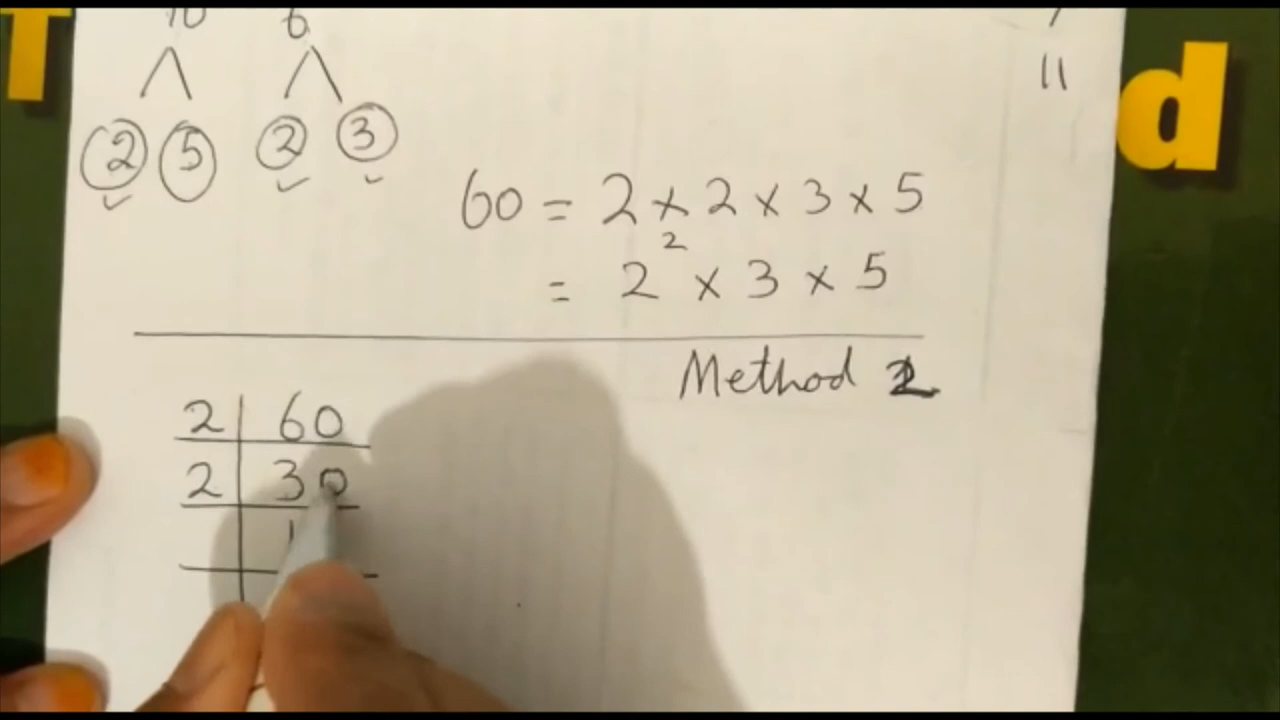 T
d
10 6
11
2 5 2 3
60 = 2 x 2 x 3 x 5
= 2² x 3 x 5
Method 2
2 60
2 30
1